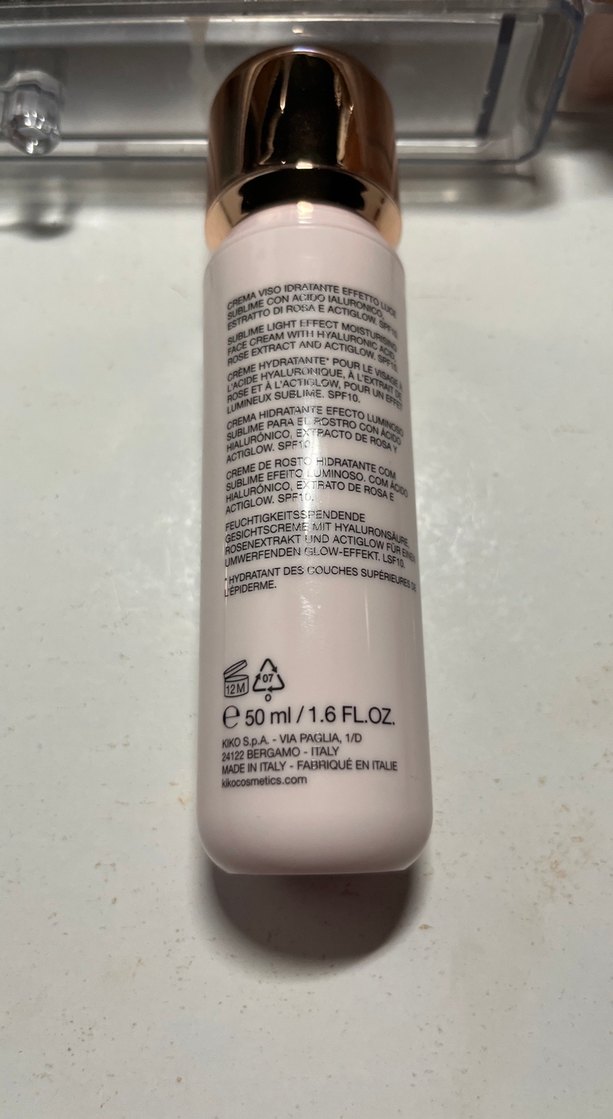 CREMA VISO IDRATANTE EFFETTO LUCE
SUBLIME CON ACIDO IALURONICO,
ESTRATTO DI ROSA E ACTIGLOW. SPF10.
SUBLIME LIGHT EFFECT MOISTURISING
FACE CREAM WITH HYALURONIC ACID,
ROSE EXTRACT AND ACTIGLOW. SPF10.
CRÈME HYDRATANTE* POUR LE VISAGE À
L'ACIDE HYALURONIQUE, À L'EXTRAIT DE
ROSE ET À L'ACTIGLOW, POUR UN EFFET
LUMINEUX SUBLIME. SPF10.
CREMA HIDRATANTE EFECTO LUMINOSO
SUBLIME PARA EL ROSTRO CON ÁCIDO
HIALURÓNICO, EXTRACTO DE ROSA Y
ACTIGLOW. SPF10.
CREME DE ROSTO HIDRATANTE COM
SUBLIME EFEITO LUMINOSO. COM ÁCIDO
HIALURÓNICO, EXTRATO DE ROSA E
ACTIGLOW. SPF10.
FEUCHTIGKEITSSPENDENDE
GESICHTSCREME MIT HYALURONSÄURE,
ROSENEXTRAKT UND ACTIGLOW FÜR EINEN
UMWERFENDEN GLOW-EFFEKT. LSF10.
*HYDRATANT DES COUCHES SUPÉRIEURES DE
L'ÉPIDERME.
12M
07
O
℮ 50 ml / 1.6 FL.OZ.
KIKO S.p.A. - VIA PAGLIA, 1/D
24122 BERGAMO - ITALY
MADE IN ITALY - FABRIQUÉ EN ITALIE
kikocosmetics.com